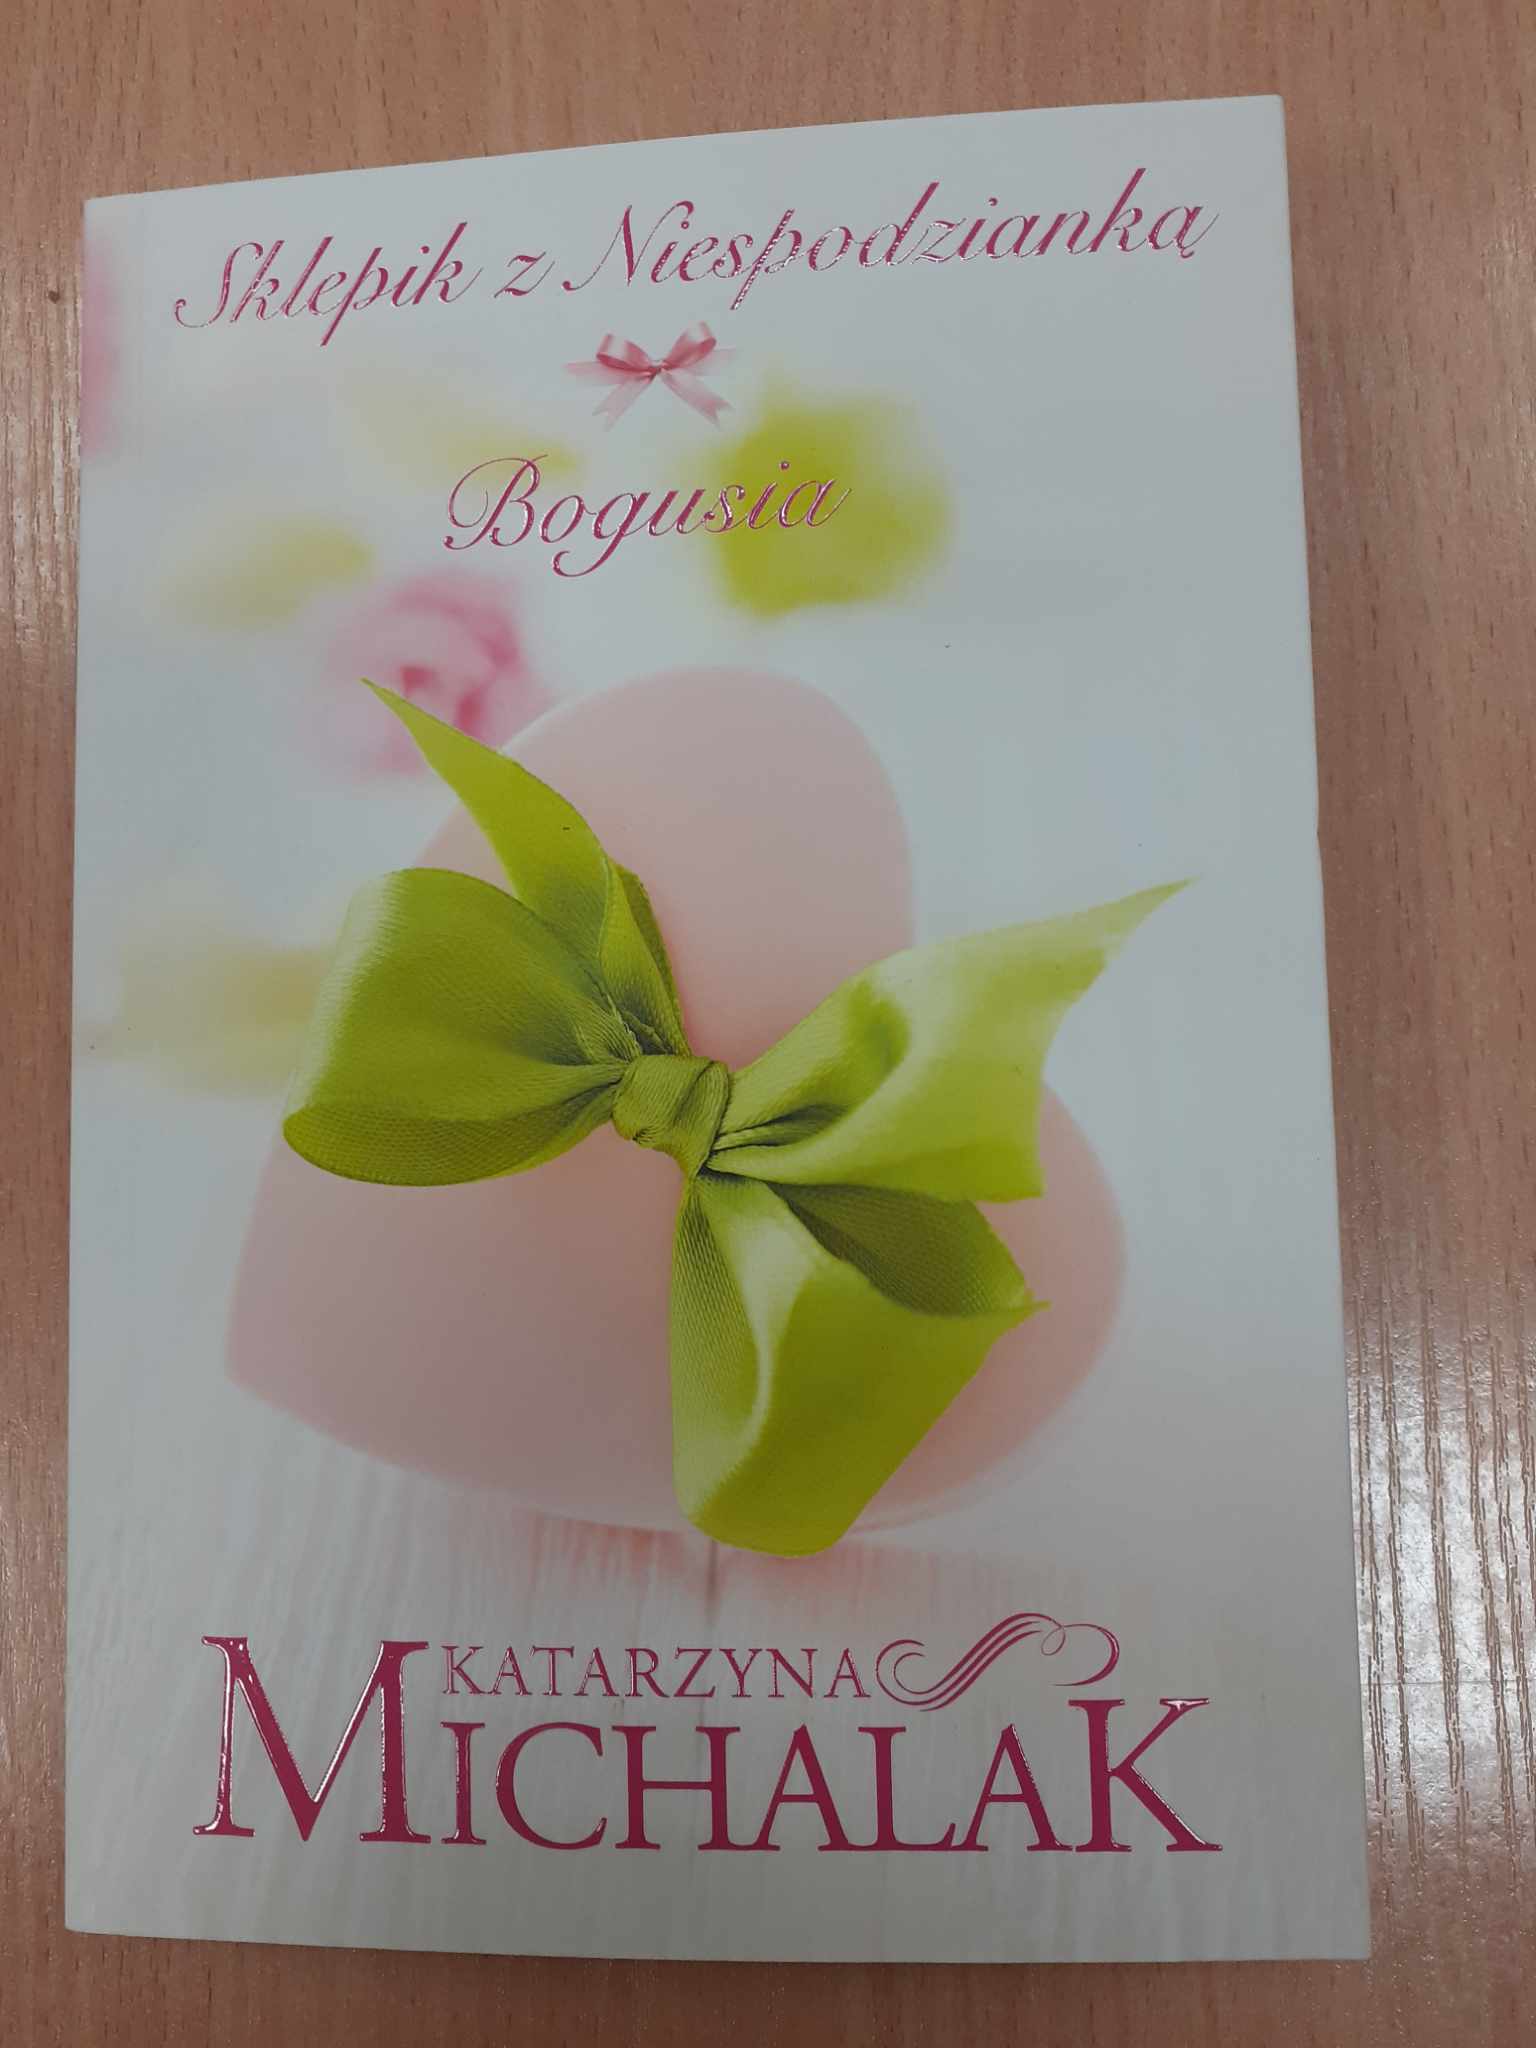 Sklepik z Niespodzianką
Bogusia
KATARZYNA
MICHALAK